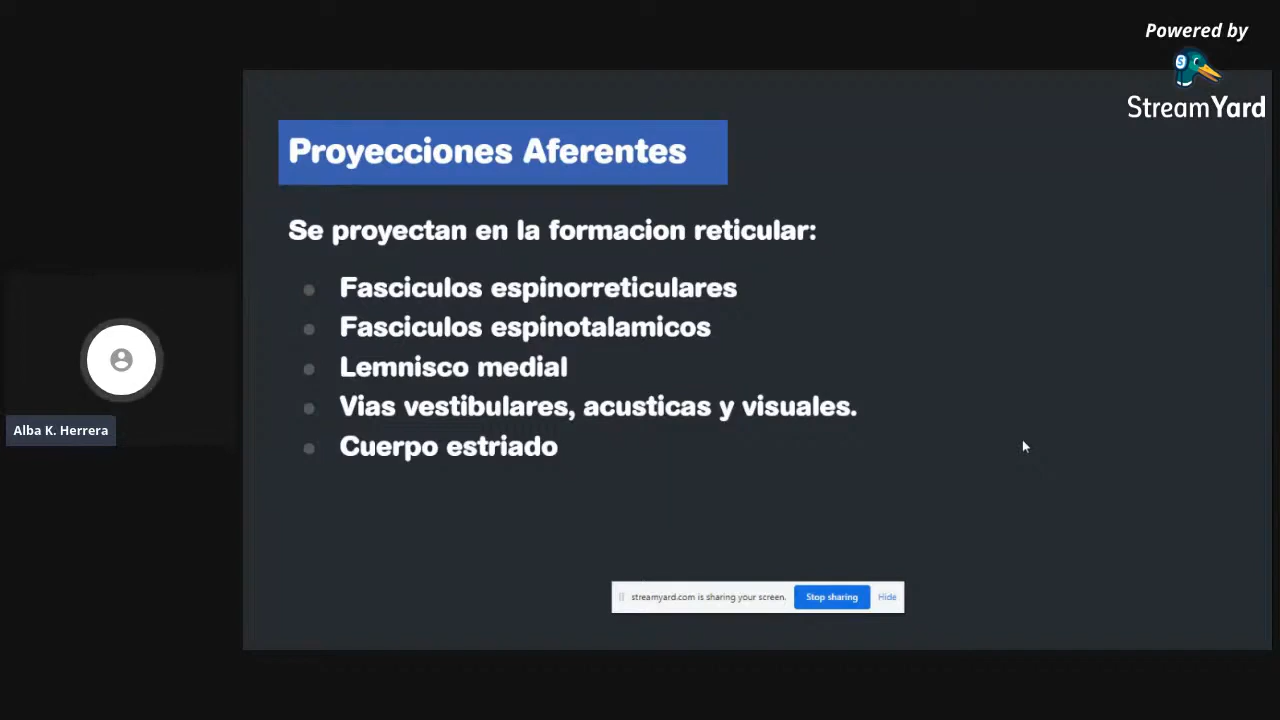 Powered by
StreamYard
Proyecciones Aferentes
Se proyectan en la formacion reticular:
Fasciculos espinorreticulares
Fasciculos espinotalamicos
Lemnisco medial
Vias vestibulares, acusticas y visuales.
Cuerpo estriado
Alba K. Herrera
streamyard.com is sharing your screen. Stop sharing Hide